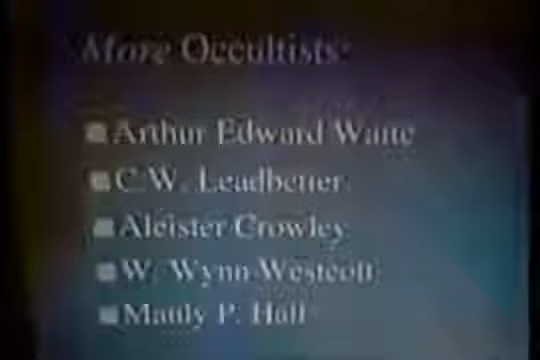 More Occultists:
Arthur Edward Waite
C.W. Leadbetter
Aleister Crowley
W. Wynn Westcott
Manly P. Hall